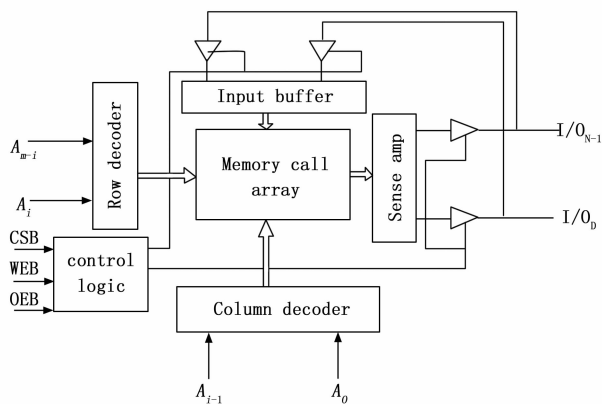 Input buffer
I/O_{N-1}
A_{m-i}
Row decoder
Memory call
array
Sense amp
A_i
I/O_D
CSB
WEB
OEB
control
logic
Column decoder
A_{i-1}
A_0